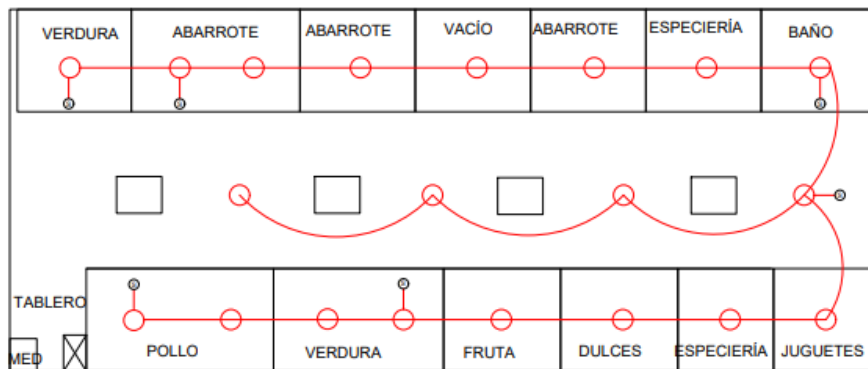 VERDURA
ABARROTE
ABARROTE
VACÍO
ABARROTE
ESPECIERÍA
BAÑO
TABLERO
MED
POLLO
VERDURA
FRUTA
DULCES
ESPECIERÍA
JUGUETES